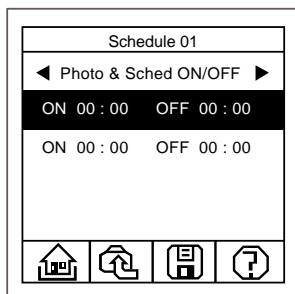 Schedule 01
◀ Photo & Sched ON/OFF ▶
ON 00 : 00 OFF 00 : 00
ON 00 : 00 OFF 00 : 00
?